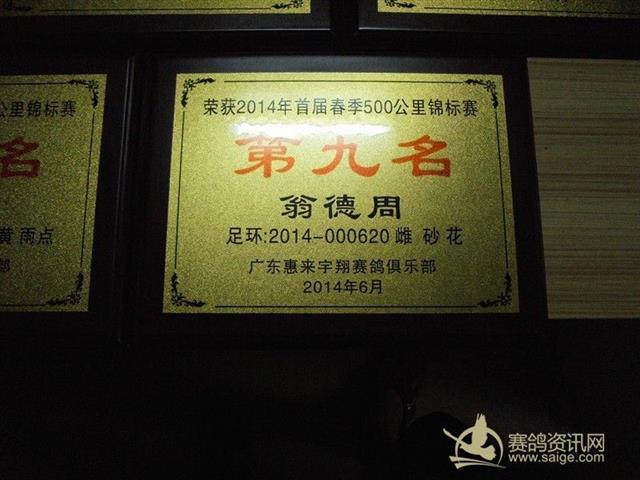 荣获2014年首届春季500公里锦标赛
第九名
翁德周
足环:2014-000620 雌 砂花
广东惠来宇翔赛鸽俱乐部
2014年6月
公里锦标赛
名
黄 雨点
部
赛鸽资讯网
www.saige.com